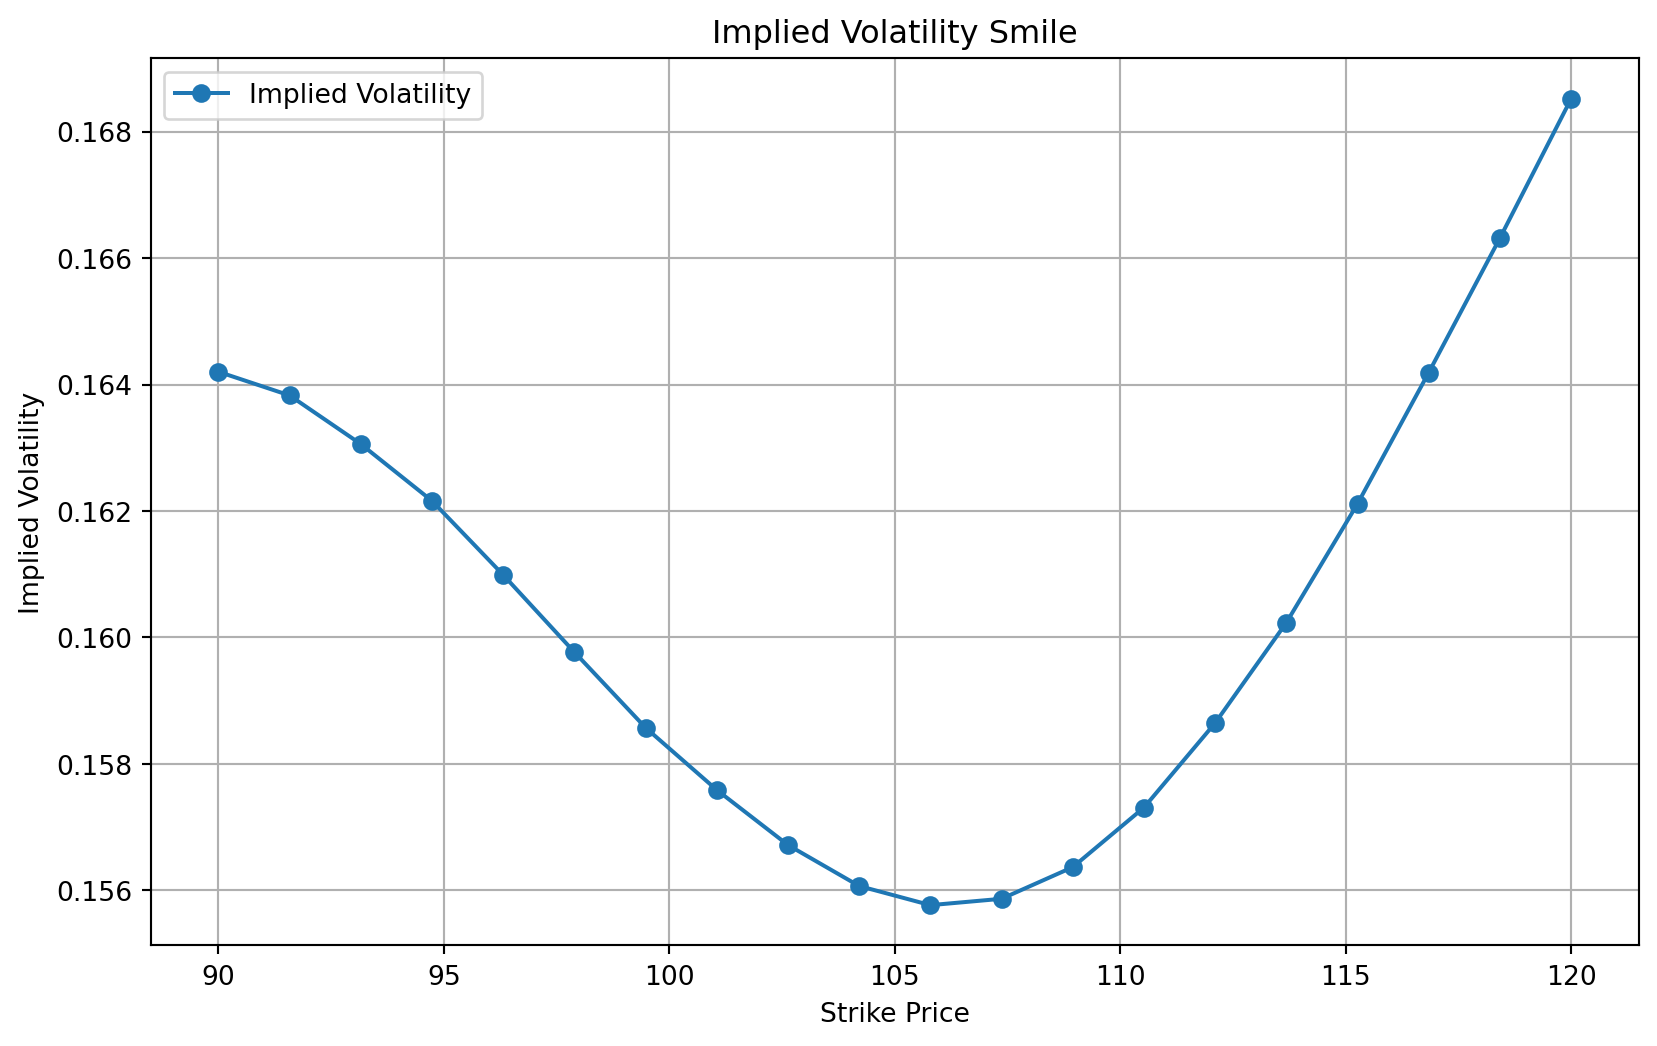 Implied Volatility Smile
Implied Volatility
0.168
0.166
0.164
0.162
0.160
0.158
0.156
Implied Volatility
90 95 100 105 110 115 120
Strike Price